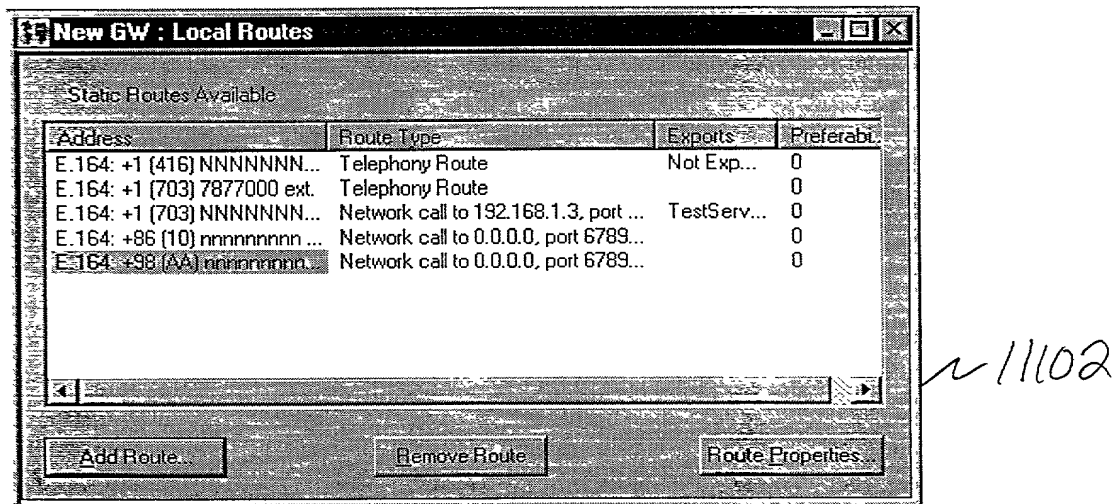 New GW : Local Routes
Static Routes Available
Address Route Type Exports Preferabi..
E.164: +1 (416) NNNNNNN... Telephony Route Not Exp... 0
E.164: +1 (703) 7877000 ext. Telephony Route 0
E.164: +1 (703) NNNNNNN... Network call to 192.168.1.3, port ... TestServ... 0
E.164: +86 (10) nnnnnnnnn ... Network call to 0.0.0.0, port 6789... 0
E.164: +98 (AA) nnnnnnnnn... Network call to 0.0.0.0, port 6789... 0
11102
Add Route... Remove Route Route Properties...